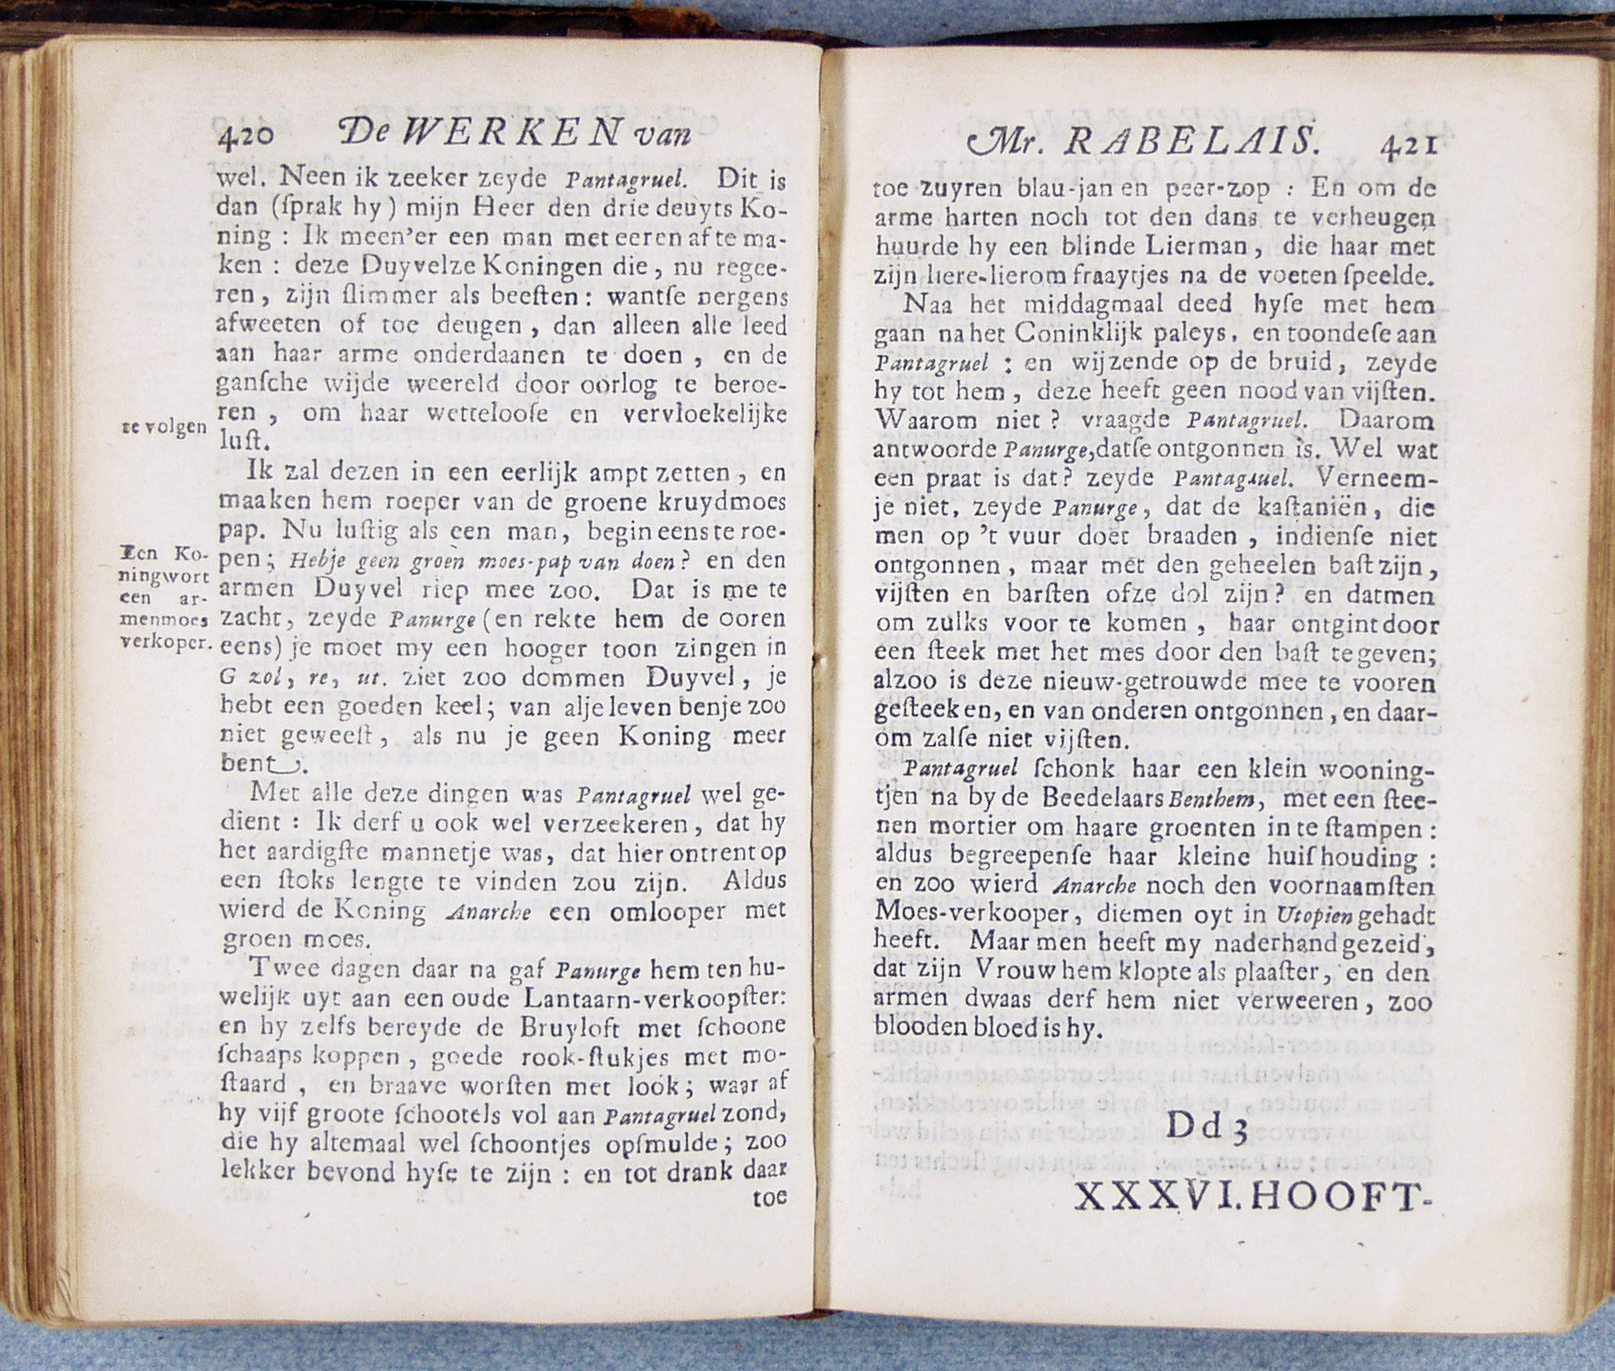 420 De WERKEN van
wel. Neen ik zeeker zeyde Pantagruel. Dit is
dan (ſprak hy) mijn Heer den drie deuyts Ko-
ning : Ik meen'er een man met eeren af te ma-
ken : deze Duyvelze Koningen die, nu regee-
ren, zijn ſlimmer als beeſten: wantſe nergens
afweeten of toe deugen, dan alleen alle leed
aan haar arme onderdaanen te doen, en de
ganſche wijde weereld door oorlog te beroe-
ren, om haar wetteloofe en vervloekelijke
te volgen
luſt.
Ik zal dezen in een eerlijk ampt zetten, en
maaken hem roeper van de groene kruydmoes
pap. Nu luſtig als een man, begin eens te roe-
pen; Hebje geen groen moes-pap van doen? en den
armen Duyvel riep mee zoo. Dat is me te
zacht, zeyde Panurge (en rekte hem de ooren
eens) je moet my een hooger toon zingen in
G zol, re, ut. ziet zoo dommen Duyvel, je
hebt een goeden keel; van alje leven benje zoo
niet geweeſt, als nu je geen Koning meer
bent.
Een Ko-
ning wort
een ar-
men moes
verkoper.
Met alle deze dingen was Pantagruel wel ge-
dient : Ik derf u ook wel verzeekeren, dat hy
het aardigſte mannetje was, dat hier ontrent op
een ſtoks lengte te vinden zou zijn. Aldus
wierd de Koning Anarche een omlooper met
groen moes.
Twee dagen daar na gaf Panurge hem ten hu-
welijk uyt aan een oude Lantaarn-verkoopſter:
en hy zelfs bereyde de Bruyloft met ſchoone
ſchaaps koppen, goede rook-ſtukjes met mo-
ſtaard, en braave worſten met look; waar af
hy vijf groote ſchootels vol aan Pantagruel zond,
die hy altemaal wel ſchoontjes opſmulde; zoo
lekker bevond hyſe te zijn : en tot drank daar
toe
Mr. RABELAIS. 421
toe zuyren blau-jan en peer-zop : En om de
arme harten noch tot den dans te verheugen
huurde hy een blinde Lierman, die haar met
zijn liere-lierom fraaytjes na de voeten ſpeelde.
Naa het middagmaal deed hyſe met hem
gaan na het Coninklijk paleys, en toondeſe aan
Pantagruel : en wijzende op de bruid, zeyde
hy tot hem, deze heeft geen nood van vijſten.
Waarom niet? vraagde Pantagruel. Daarom
antwoorde Panurge, datſe ontgonnen is. Wel wat
een praat is dat? zeyde Pantagruel. Verneem-
je niet, zeyde Panurge, dat de kaſtaniën, die
men op 't vuur doet braaden, indienſe niet
ontgonnen, maar met den geheelen baſt zijn,
vijſten en barſten ofze dol zijn? en datmen
om zulks voor te komen, haar ontgint door
een ſteek met het mes door den baſt te geven;
alzoo is deze nieuw-getrouwde mee te vooren
geſteeken, en van onderen ontgonnen, en daar-
om zalſe niet vijſten.
Pantagruel ſchonk haar een klein wooning-
tjen na by de Beedelaars Benthem, met een ſtee-
nen mortier om haare groenten in te ſtampen :
aldus begreepenſe haar kleine huiſhouding :
en zoo wierd Anarche noch den voornaamſten
Moes-verkooper, diemen oyt in Utopien gehadt
heeft. Maar men heeft my naderhand gezeid,
dat zijn Vrouw hem klopte als plaaſter, en den
armen dwaas derf hem niet verweeren, zoo
blooden bloed is hy.
Dd 3
XXXVI. HOOFT-